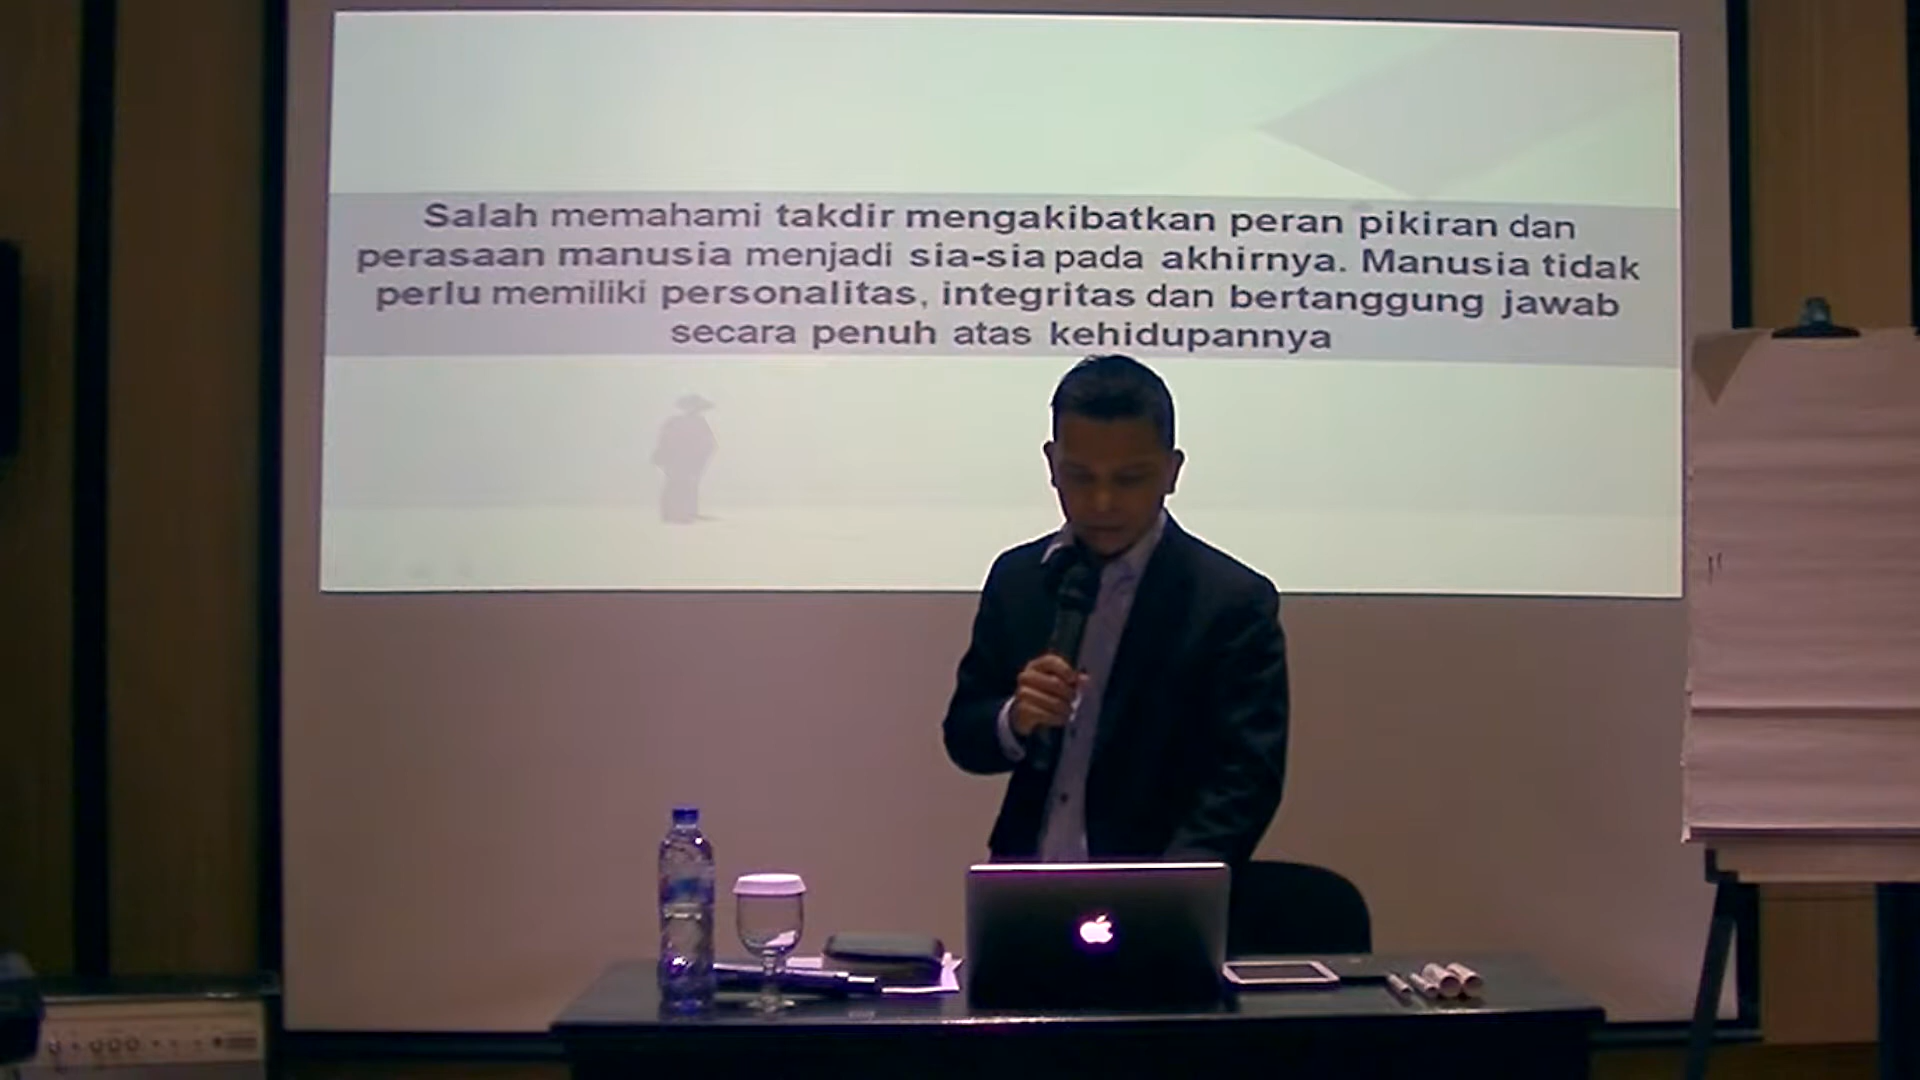 Salah memahami takdir mengakibatkan peran pikiran dan
perasaan manusia menjadi sia-sia pada akhirnya. Manusia tidak
perlu memiliki personalitas, integritas dan bertanggung jawab
secara penuh atas kehidupannya